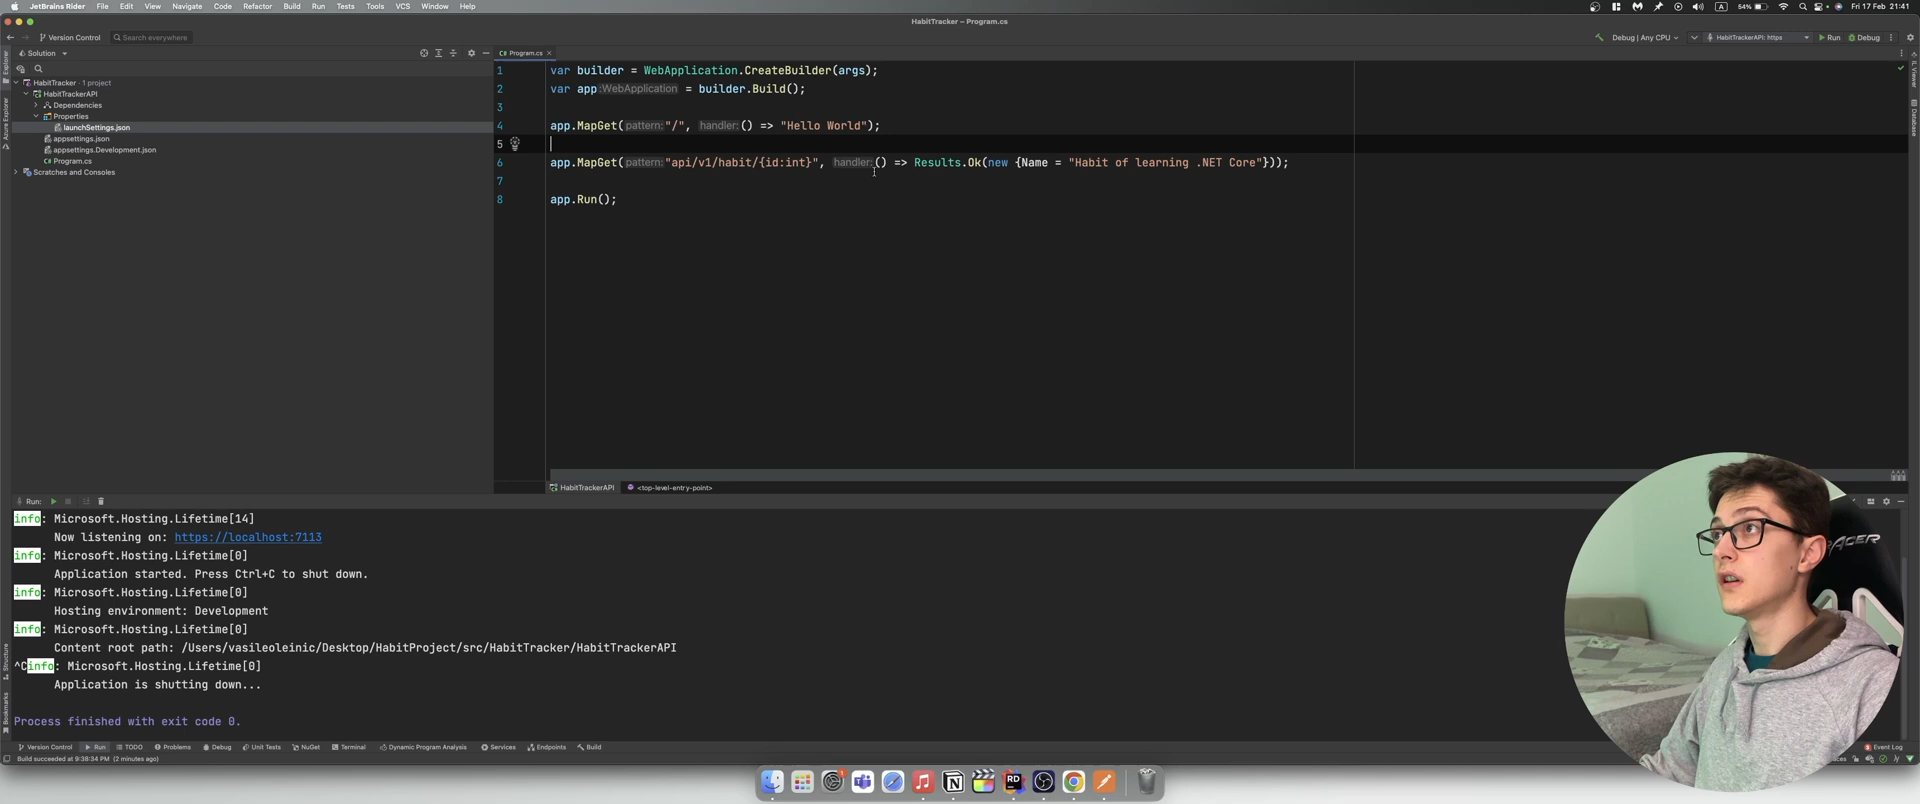 JetBrains Rider File Edit View Navigate Code Refactor Build Run Tests Tools VCS Window Help
A 54% Fri 17 Feb 21:41
HabitTracker – Program.cs
Version Control Search everywhere
Debug | Any CPU HabitTrackerAPI: https Run Debug
Solution
Program.cs
HabitTracker · 1 project
HabitTrackerAPI
Dependencies
Properties
launchSettings.json
appsettings.json
appsettings.Development.json
Program.cs
Scratches and Consoles
Explorer
Azure Explorer
Structure
Bookmarks
IL Viewer
Database
1 var builder = WebApplication.CreateBuilder(args);
2 var app :WebApplication = builder.Build();
3
4 app.MapGet( pattern: "/", handler: () => "Hello World");
5
6 app.MapGet( pattern: "api/v1/habit/{id:int}", handler: () => Results.Ok(new {Name = "Habit of learning .NET Core"}));
7
8 app.Run();
HabitTrackerAPI <top-level-entry-point>
Run:
info: Microsoft.Hosting.Lifetime[14]
Now listening on: https://localhost:7113
info: Microsoft.Hosting.Lifetime[0]
Application started. Press Ctrl+C to shut down.
info: Microsoft.Hosting.Lifetime[0]
Hosting environment: Development
info: Microsoft.Hosting.Lifetime[0]
Content root path: /Users/vasileoleinic/Desktop/HabitProject/src/HabitTracker/HabitTrackerAPI
^Cinfo: Microsoft.Hosting.Lifetime[0]
Application is shutting down...
Process finished with exit code 0.
Version Control Run TODO Problems Debug Unit Tests NuGet Terminal Dynamic Program Analysis Services Endpoints Build
Event Log
Build succeeded at 9:38:34 PM (2 minutes ago)
RD